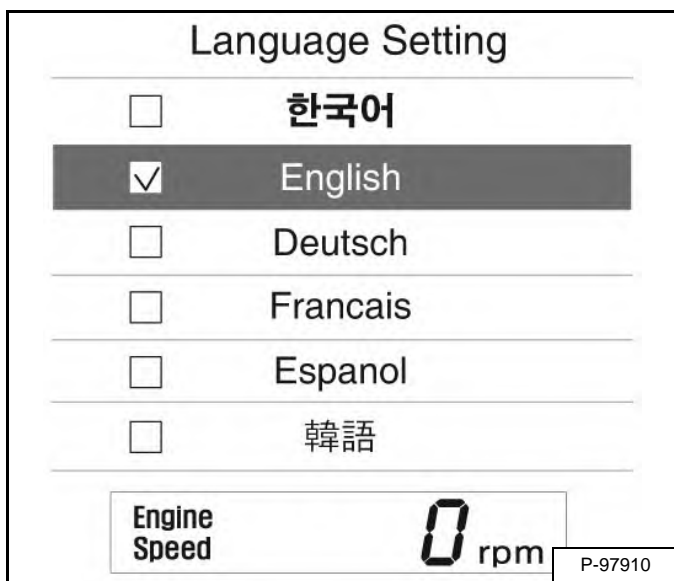 Language Setting
한국어
English
Deutsch
Francais
Espanol
韓語
Engine
Speed
0 rpm
P-97910